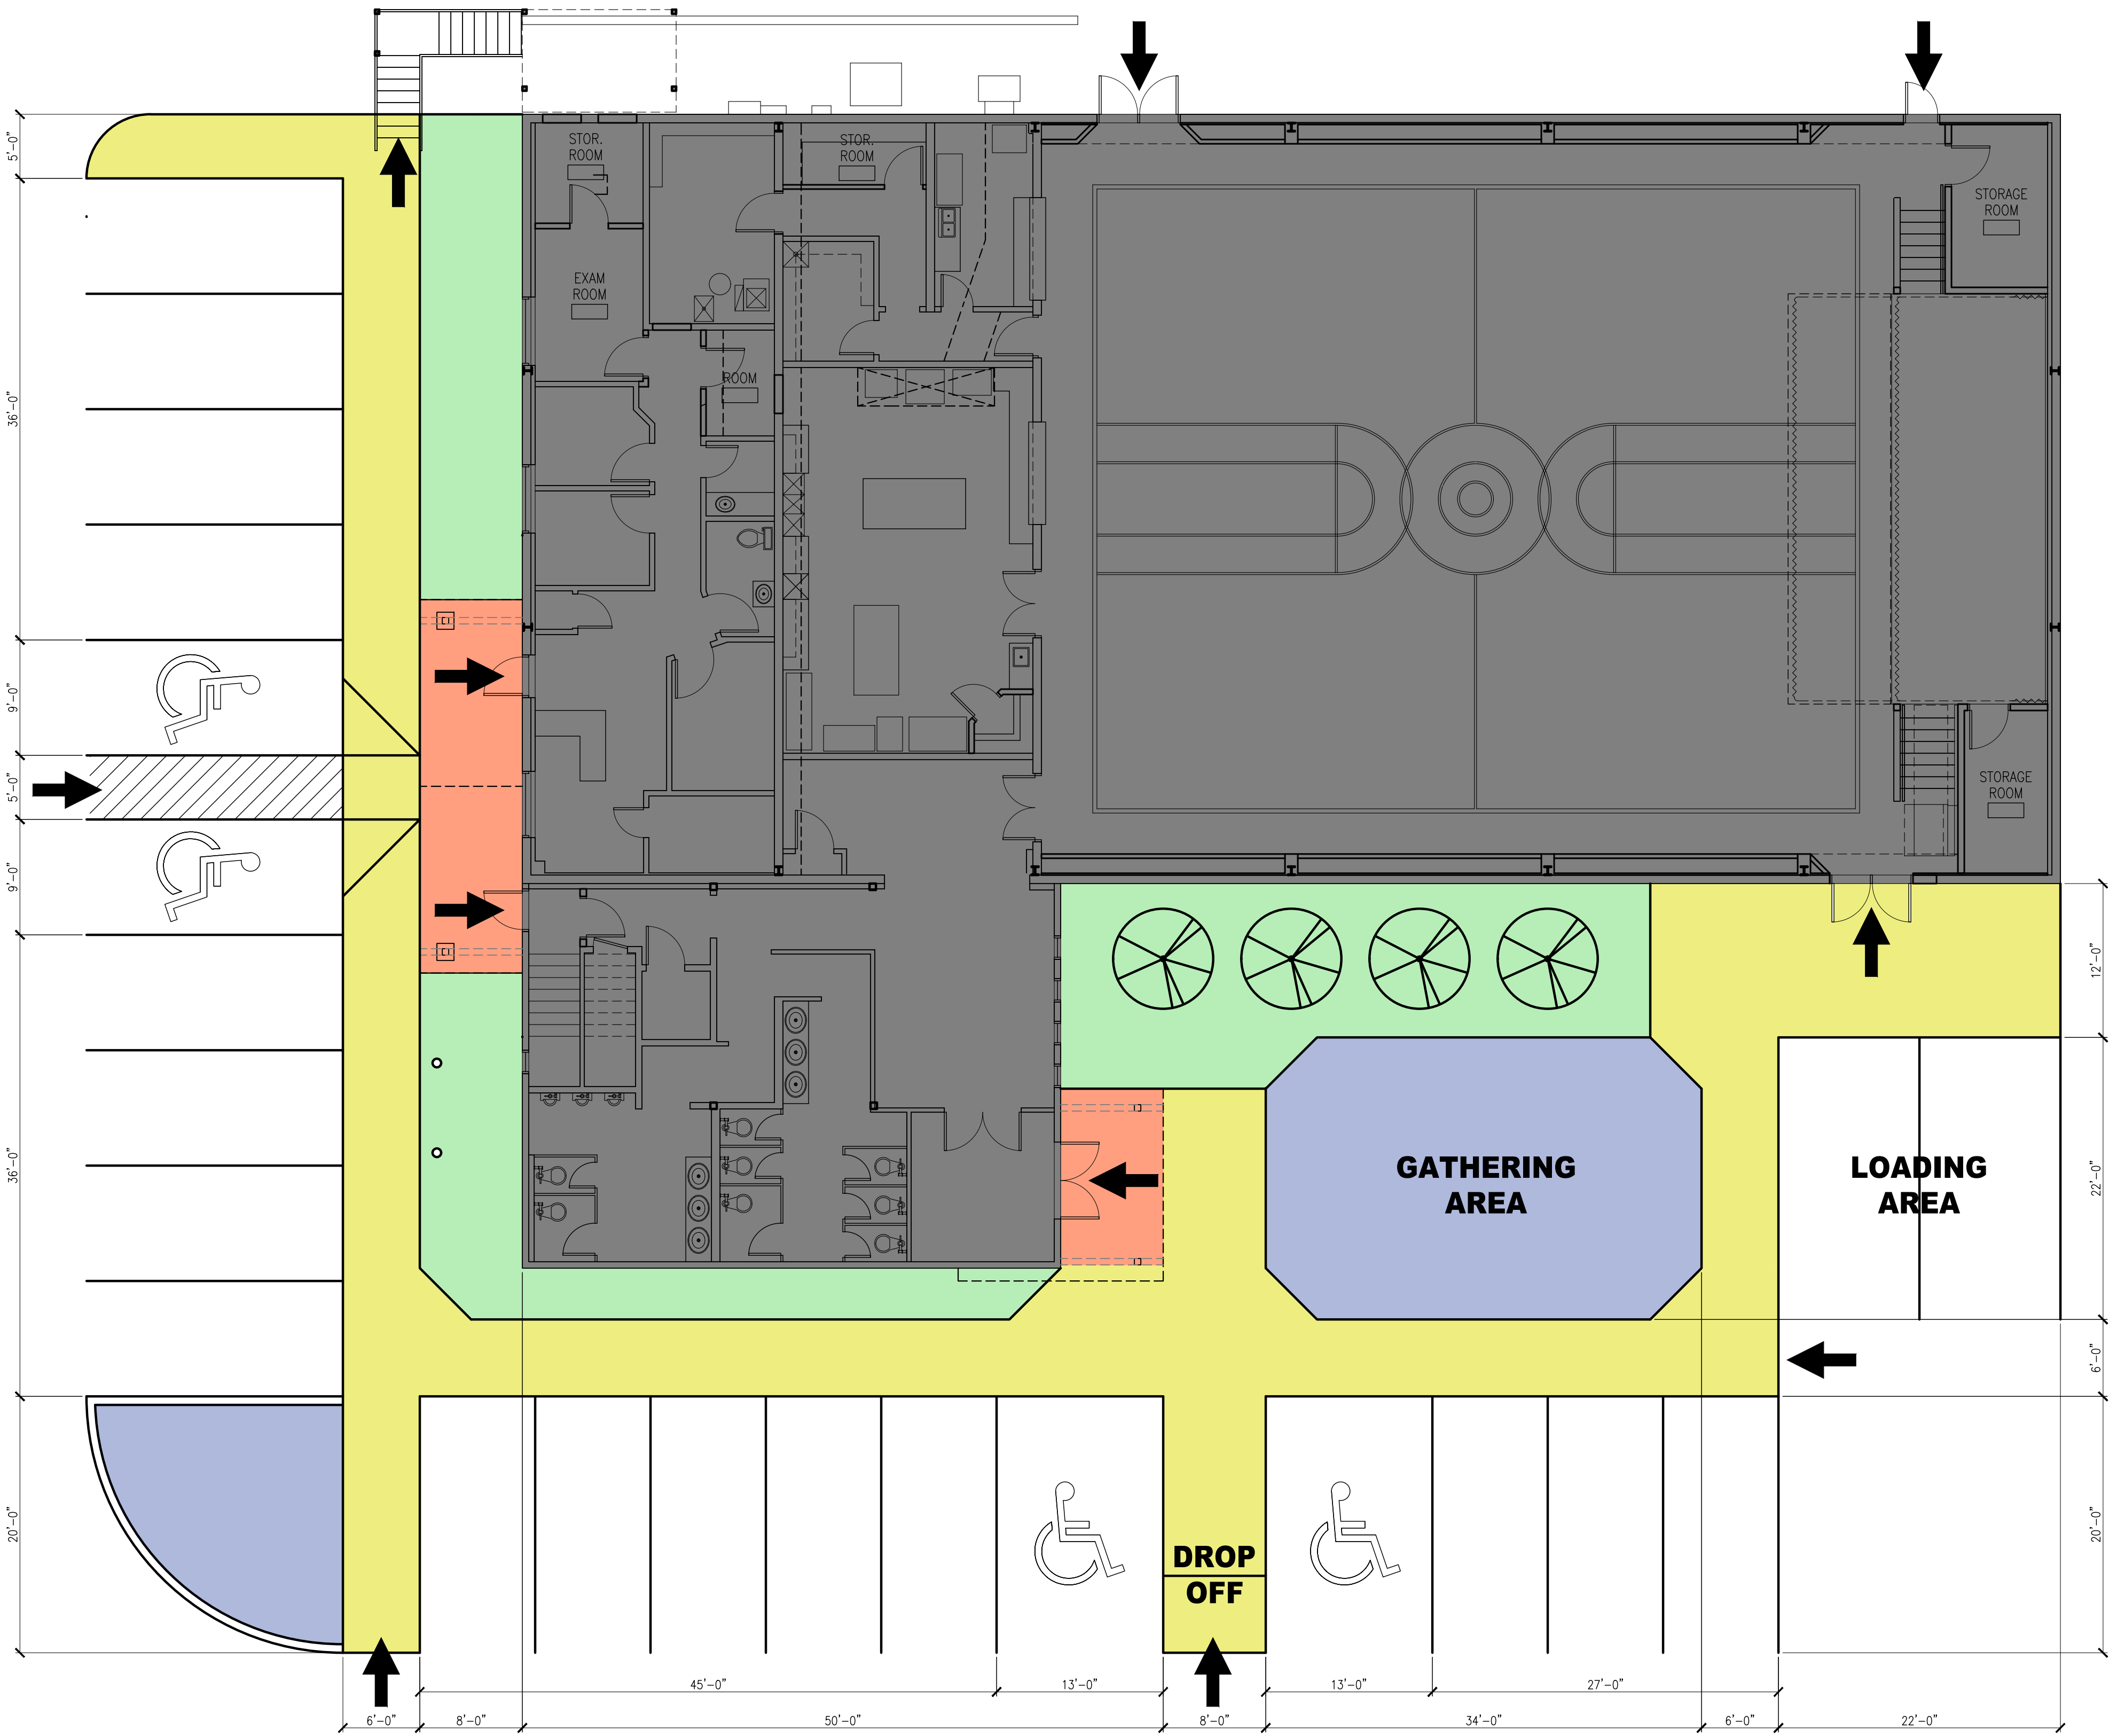 STOR.
ROOM
STOR.
ROOM
STORAGE
ROOM
EXAM
ROOM
ROOM
STORAGE
ROOM
GATHERING
AREA
LOADING
AREA
DROP
OFF
5'-0"
36'-0"
9'-0"
5'-0"
9'-0"
36'-0"
20'-0"
12'-0"
22'-0"
6'-0"
20'-0"
45'-0"
13'-0"
13'-0"
27'-0"
6'-0"
8'-0"
50'-0"
8'-0"
34'-0"
6'-0"
22'-0"